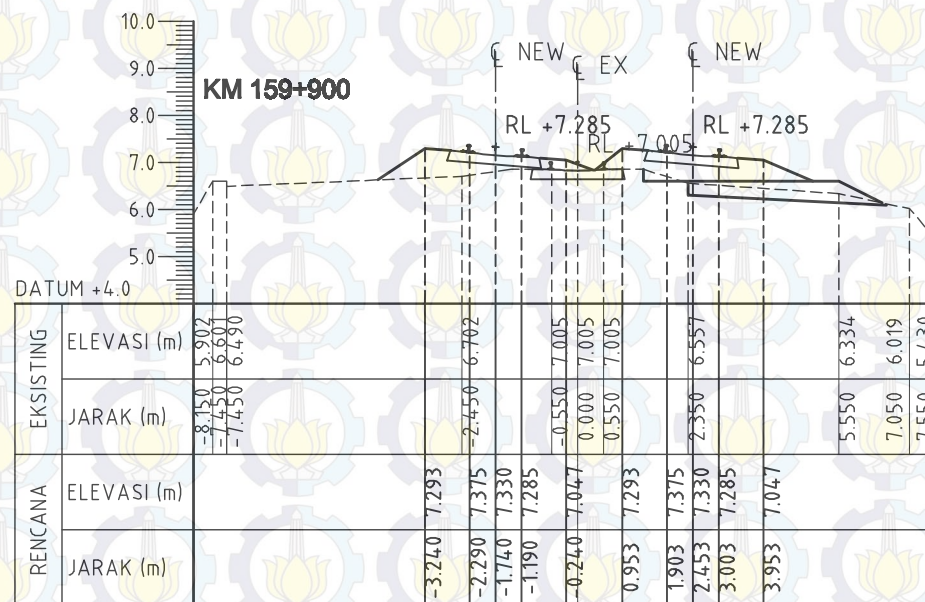 10.0
9.0
8.0
7.0
6.0
5.0
KM 159+900
℄ NEW
℄ EX
℄ NEW
RL +7.285
RL +7.005
RL +7.285
DATUM +4.0
EKSISTING
ELEVASI (m)
5.902 6.601 6.490 6.702 7.005 7.005 7.005 6.557 6.334 6.019
JARAK (m)
-8.150 -7.450 -7.450 -2.450 -0.550 0.000 0.550 2.350 5.550 7.050 7.550
RENCANA
ELEVASI (m)
7.293 7.375 7.330 7.285 7.047 7.293 7.375 7.330 7.285 7.047
JARAK (m)
-3.240 -2.290 -1.740 -1.190 -0.240 0.953 1.903 2.453 3.003 3.953